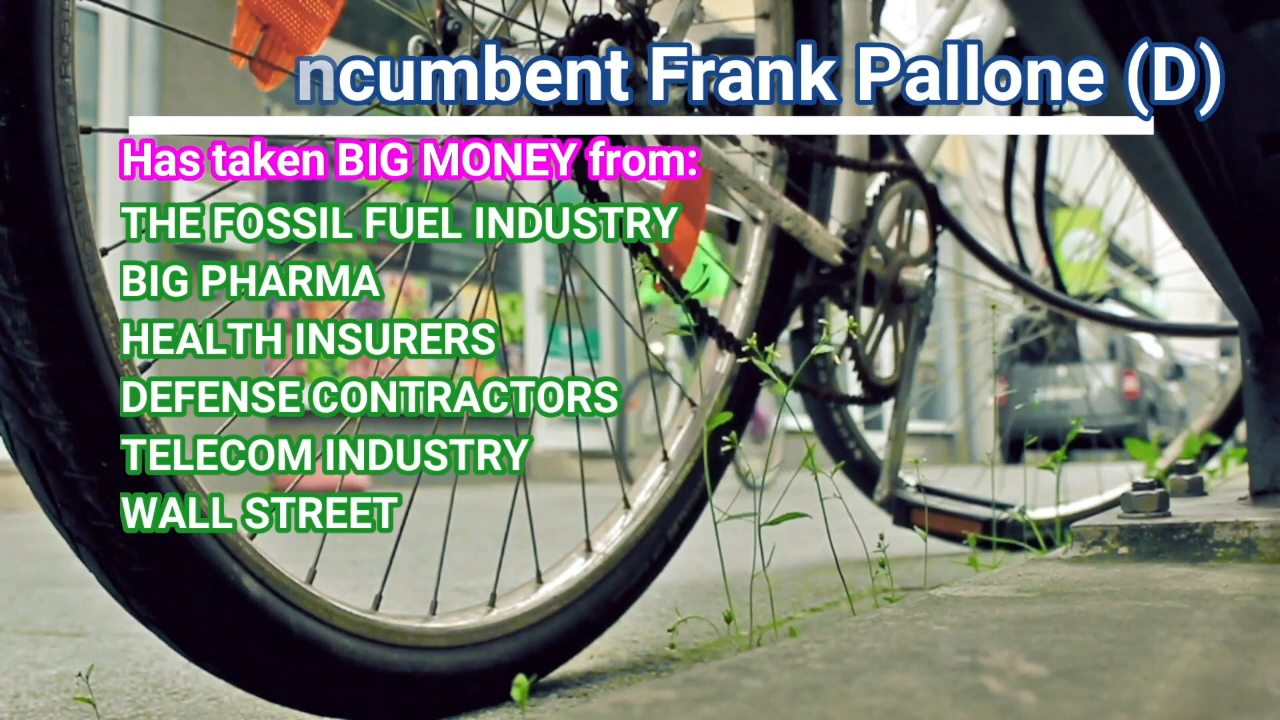 ncumbent Frank Pallone (D)
Has taken BIG MONEY from:
THE FOSSIL FUEL INDUSTRY
BIG PHARMA
HEALTH INSURERS
DEFENSE CONTRACTORS
TELECOM INDUSTRY
WALL STREET